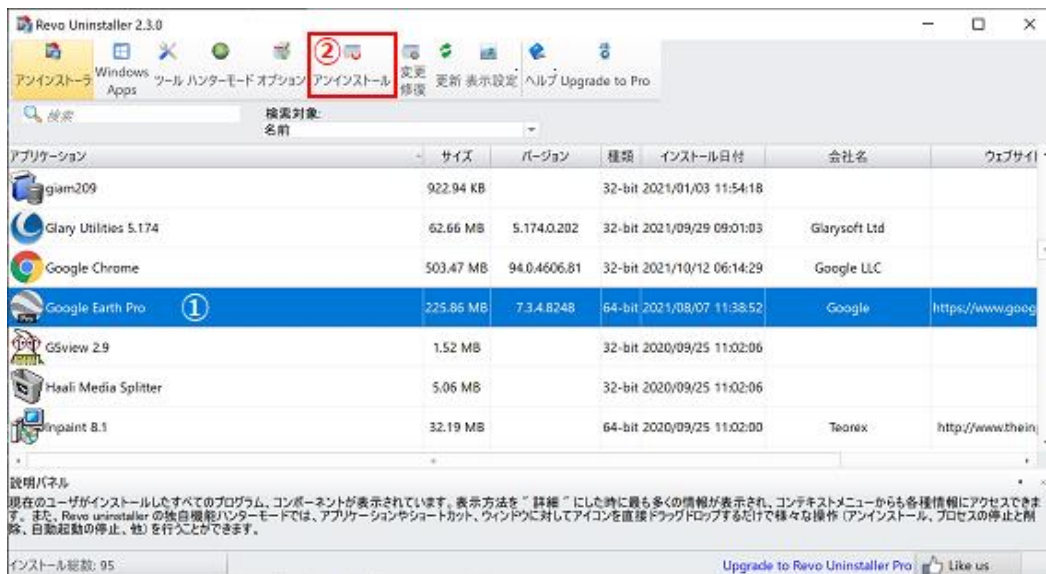 Revo Uninstaller 2.3.0
アンインストーラ Windows Apps ツール ハンターモード オプション ② アンインストール 変更 修復 更新 表示設定 ヘルプ Upgrade to Pro
検索
検索対象:
名前
アプリケーション サイズ バージョン 種類 インストール日付 会社名 ウェブサイト
giam209 922.94 KB 32-bit 2021/01/03 11:54:18
Glary Utilities 5.174 62.66 MB 5.174.0.202 32-bit 2021/09/29 09:01:03 Glarysoft Ltd
Google Chrome 503.47 MB 94.0.4606.81 32-bit 2021/10/12 06:14:29 Google LLC
Google Earth Pro ① 225.86 MB 7.3.4.8248 64-bit 2021/08/07 11:38:52 Google https://www.goog
GSview 2.9 1.52 MB 32-bit 2020/09/25 11:02:06
Haali Media Splitter 5.06 MB 32-bit 2020/09/25 11:02:06
Inpaint 8.1 32.19 MB 64-bit 2020/09/25 11:02:00 Teorex http://www.thein
説明パネル
現在のユーザがインストールしたすべてのプログラム、コンポーネントが表示されています。表示方法を ゛詳細 ゛にした時に最も多くの情報が表示され、コンテキストメニューからも各種情報にアクセスできま
す。また、Revo uninstaller の独自機能ハンターモードでは、アプリケーションやショートカット、ウィンドウに対してアイコンを直接ドラッグドロップするだけで様々な操作 (アンインストール、プロセスの停止と削
除、自動起動の停止、他) を行うことができます。
インストール総数: 95 Upgrade to Revo Uninstaller Pro Like us